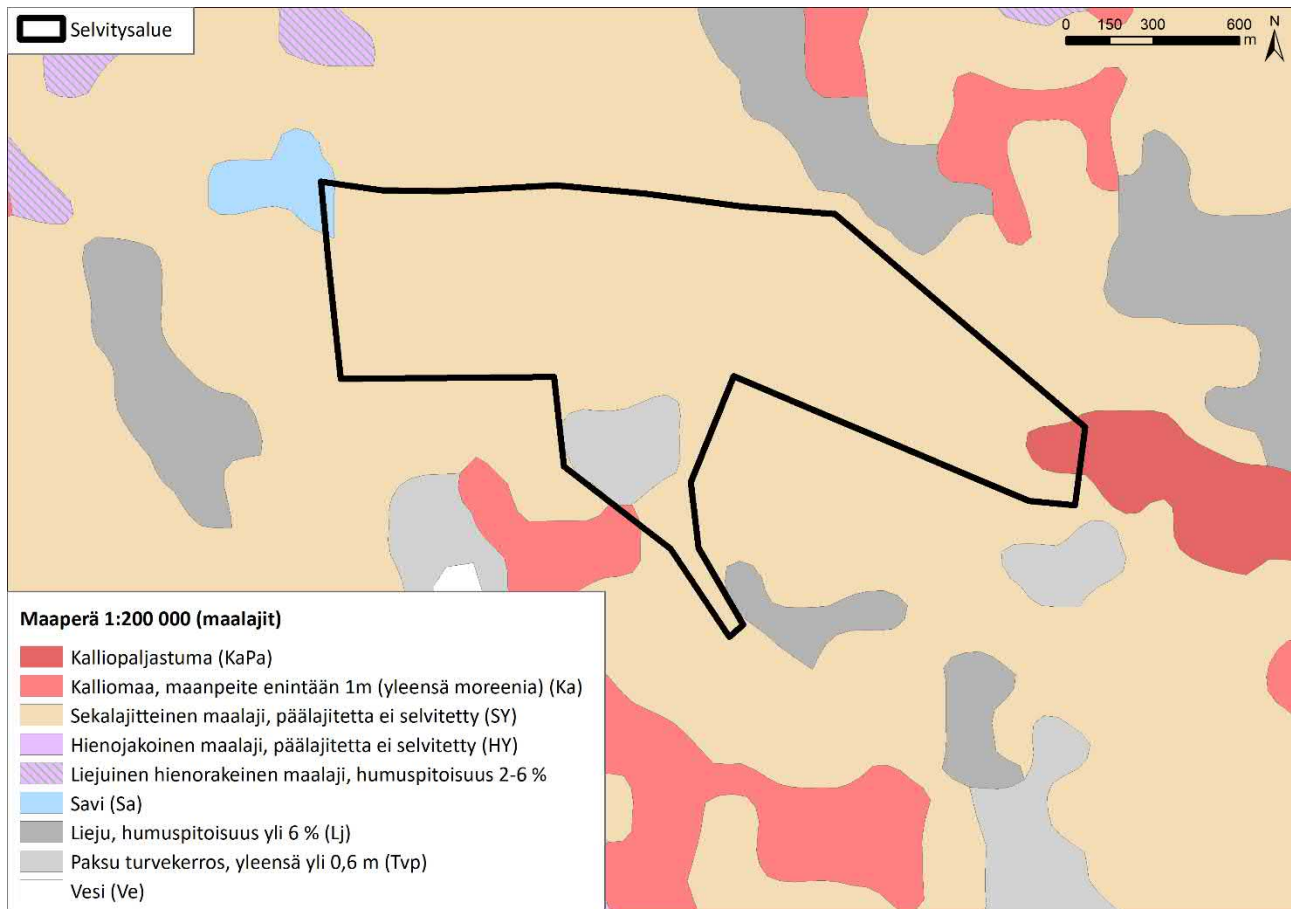 Selvitysalue
0 150 300 600
m
N
Maaperä 1:200 000 (maalajit)
Kalliopaljastuma (KaPa)
Kalliomaa, maanpeite enintään 1m (yleensä moreenia) (Ka)
Sekalajitteinen maalaji, päälajitetta ei selvitetty (SY)
Hienojakoinen maalaji, päälajitetta ei selvitetty (HY)
Liejuinen hienorakeinen maalaji, humuspitoisuus 2-6 %
Savi (Sa)
Lieju, humuspitoisuus yli 6 % (Lj)
Paksu turvekerros, yleensä yli 0,6 m (Tvp)
Vesi (Ve)